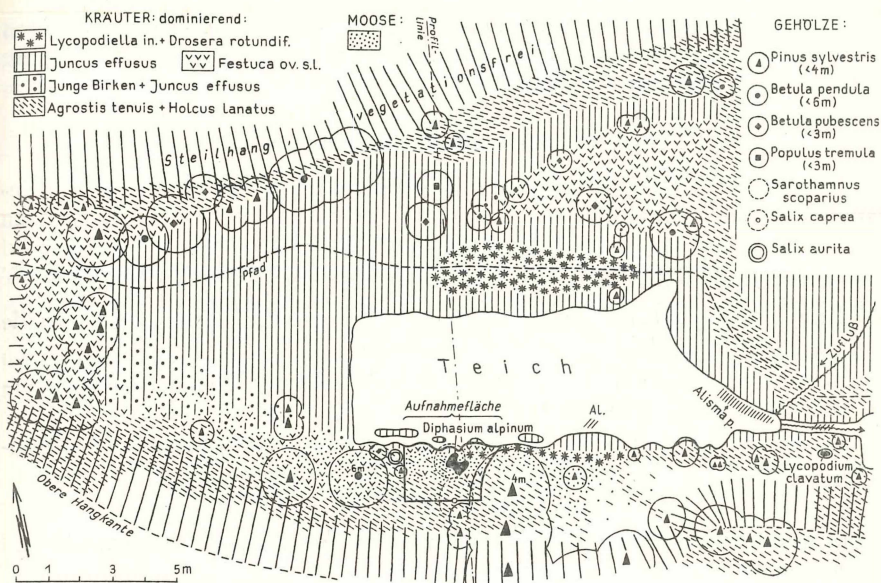 KRÄUTER: dominierend:
Lycopodiella in. + Drosera rotundif.
Juncus effusus
Festuca ov. s.l.
Junge Birken + Juncus effusus
Agrostis tenuis + Holcus lanatus
MOOSE:
Profil-
linie
GEHÖLZE:
Pinus sylvestris
(<4m)
Betula pendula
(<6m)
Betula pubescens
(<3m)
Populus tremula
(<3m)
Sarothamnus
scoparius
Salix caprea
Salix aurita
Steilhang, vegetationsfrei
Pfad
Teich
Zufluß
Alisma p.
Aufnahmefläche
Al.
Diphasium alpinum
6m
4m
Lycopodium
clavatum
Obere Hangkante
0 1 3 5m